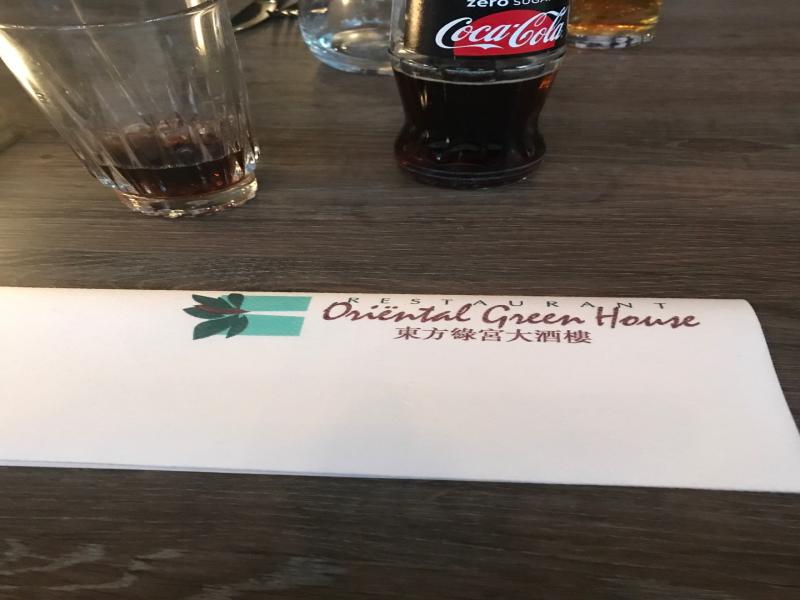 zero SUGAR
Coca-Cola
RESTAURANT
Oriëntal Green House
東方綠宮大酒樓